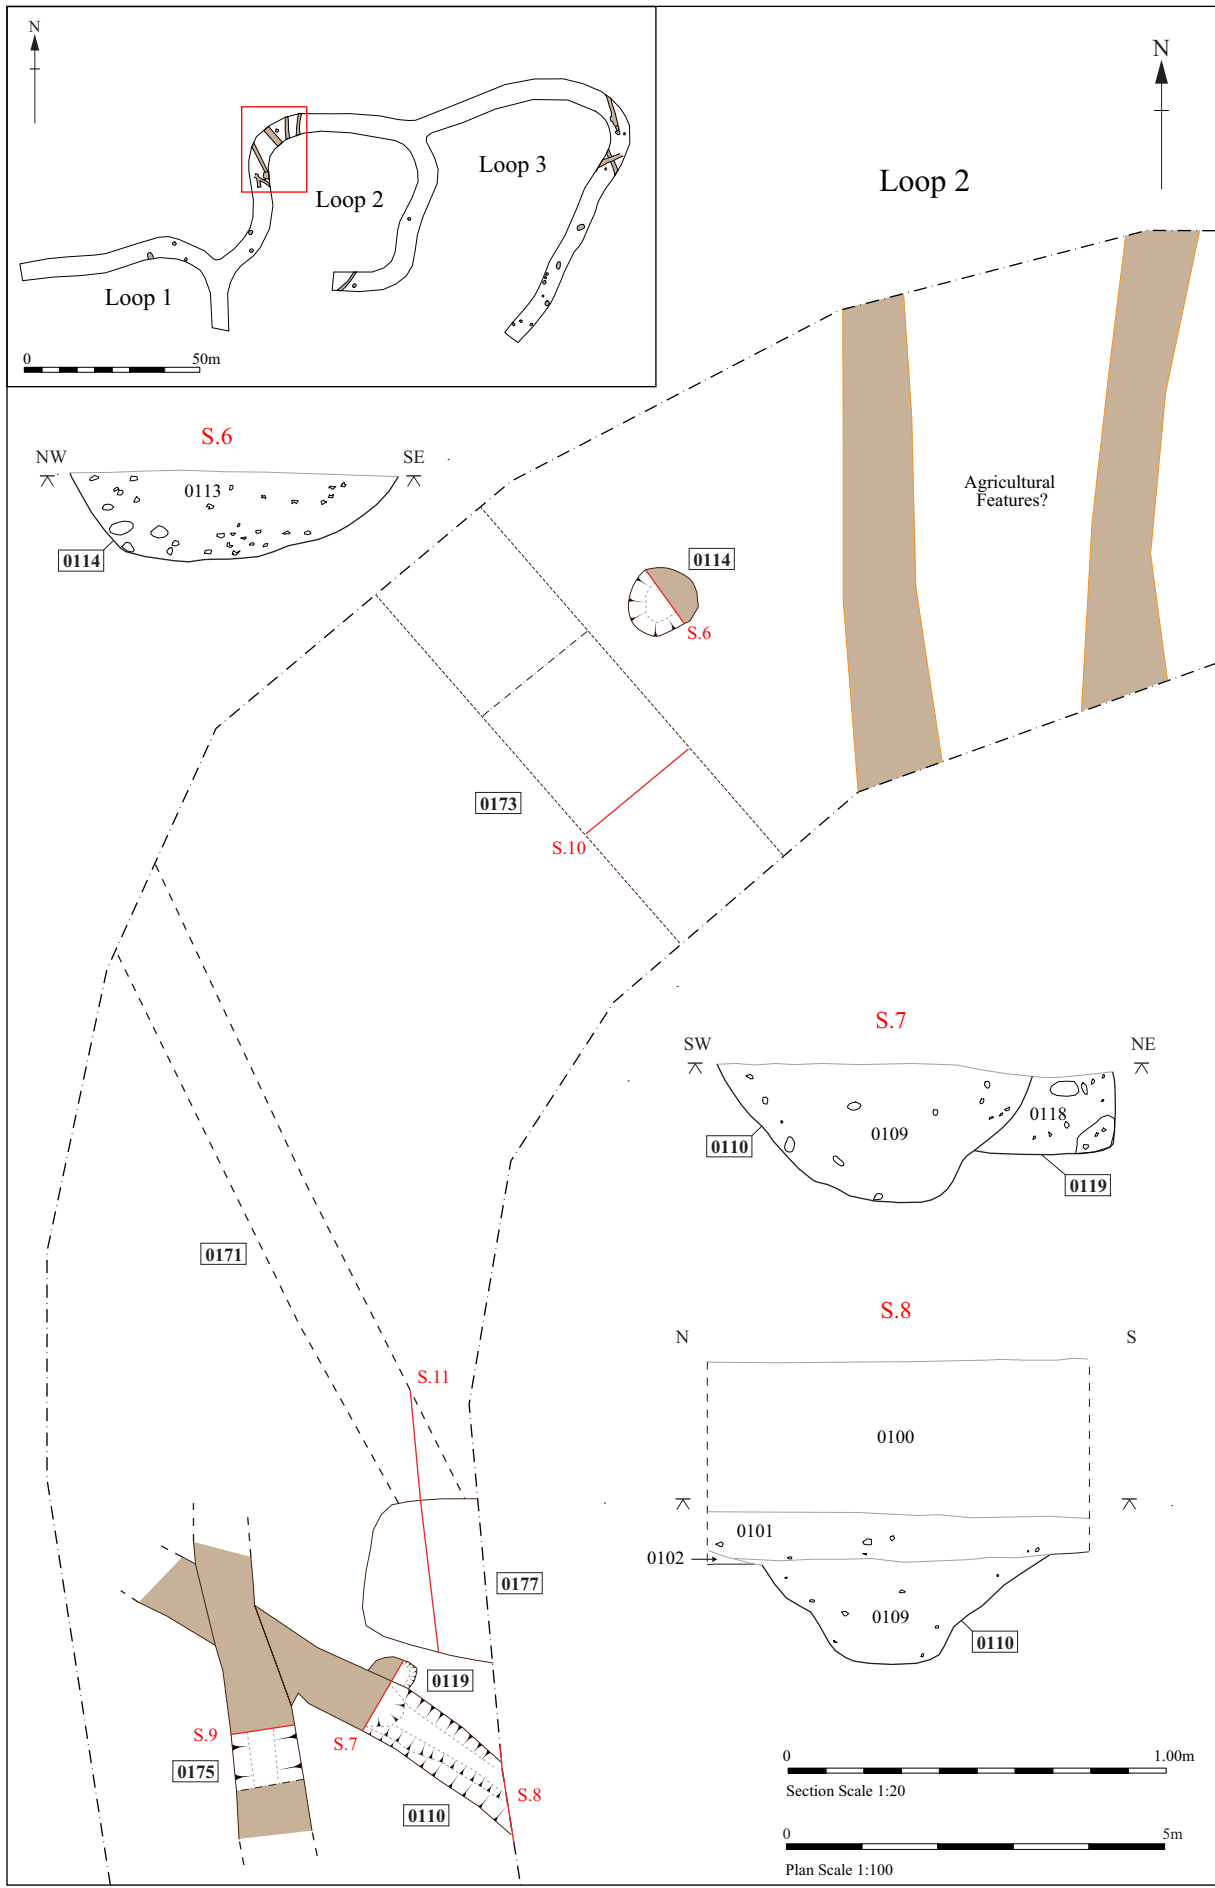 N
Loop 3
Loop 2
Loop 1
0
50m
N
Loop 2
S.6
NW
SE
0113
0114
Agricultural
Features?
0114
S.6
0173
S.10
S.7
SW
NE
0118
0109
0110
0119
0171
S.8
N
S
S.11
0100
0101
0102
0109
0110
0177
0119
S.9
S.7
0175
S.8
0110
0
1.00m
Section Scale 1:20
0
5m
Plan Scale 1:100